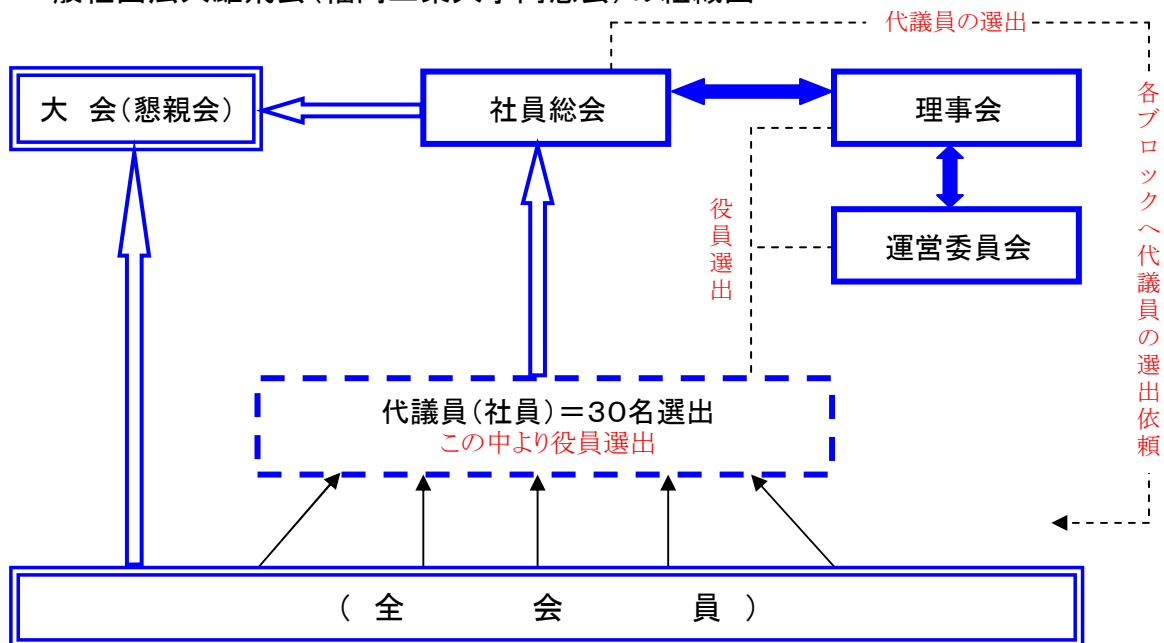 代議員の選出
大 会(懇親会)
社員総会
理事会
各ブロックへ代議員の選出依頼
役員選出
運営委員会
代議員(社員)=30名選出
この中より役員選出
( 全 会 員 )